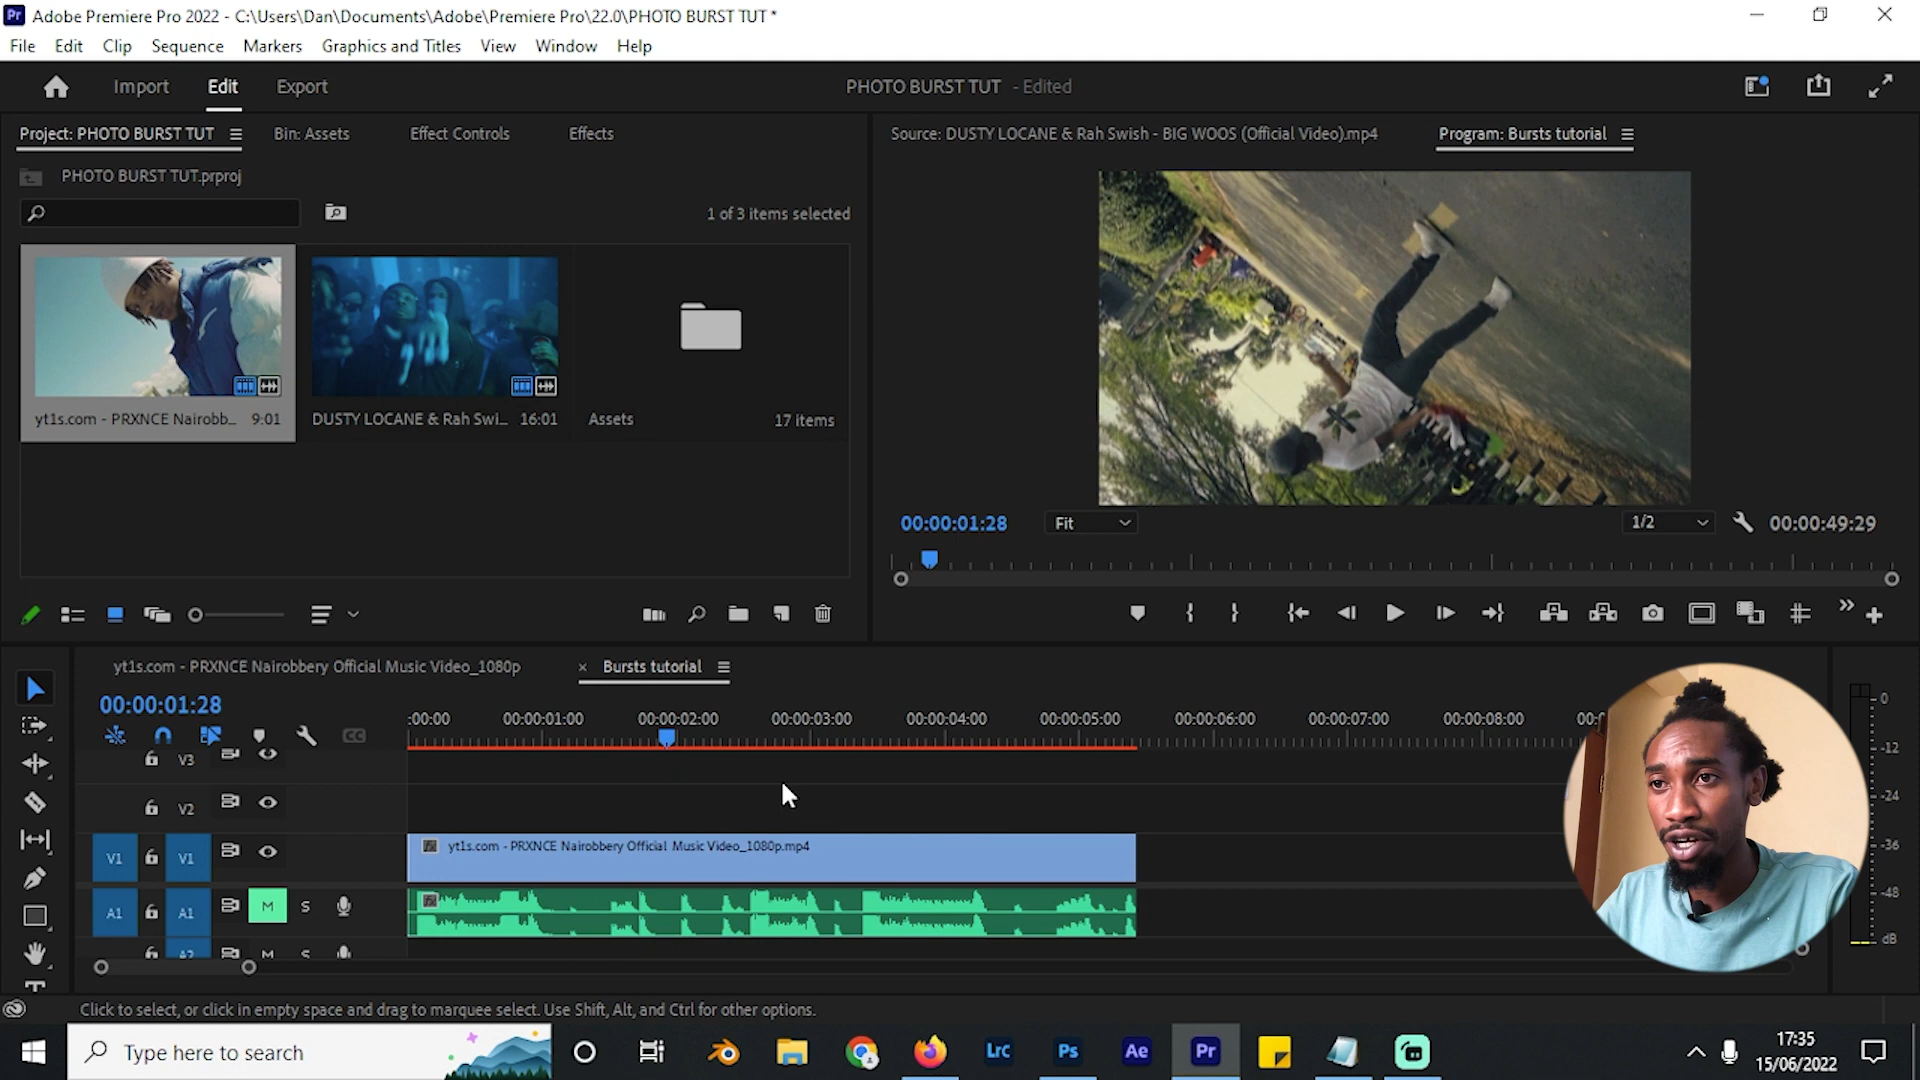 Pr Adobe Premiere Pro 2022 - C:\Users\Dan\Documents\Adobe\Premiere Pro\22.0\PHOTO BURST TUT *
File Edit Clip Sequence Markers Graphics and Titles View Window Help
Import Edit Export PHOTO BURST TUT - Edited
Project: PHOTO BURST TUT Bin: Assets Effect Controls Effects
Source: DUSTY LOCANE & Rah Swish - BIG WOOS (Official Video).mp4 Program: Bursts tutorial
PHOTO BURST TUT.prproj
1 of 3 items selected
yt1s.com - PRXNCE Nairobb... 9:01 DUSTY LOCANE & Rah Swi... 16:01 Assets 17 items
00:00:01:28 Fit 1/2 00:00:49:29
yt1s.com - PRXNCE Nairobbery Official Music Video_1080p × Bursts tutorial
00:00:01:28
:00:00 00:00:01:00 00:00:02:00 00:00:03:00 00:00:04:00 00:00:05:00 00:00:06:00 00:00:07:00 00:00:08:00 00:
CC
V3
V2
V1 V1 yt1s.com - PRXNCE Nairobbery Official Music Video_1080p.mp4
A1 A1 M S
A2 M S
0
-12
-24
-36
-48
dB
Click to select, or click in empty space and drag to marquee select. Use Shift, Alt, and Ctrl for other options.
Type here to search LrC Ps Ae Pr
17:35
15/06/2022